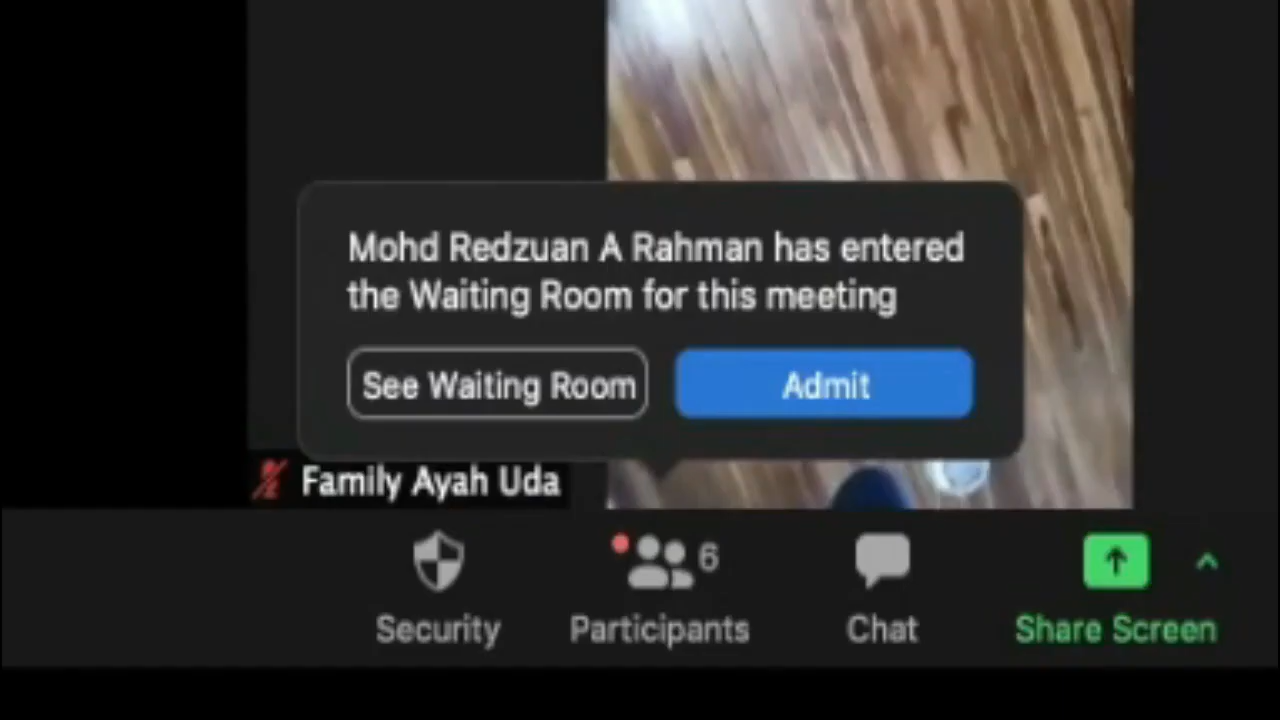 Mohd Redzuan A Rahman has entered
the Waiting Room for this meeting
See Waiting Room
Admit
Family Ayah Uda
6
Security
Participants
Chat
Share Screen